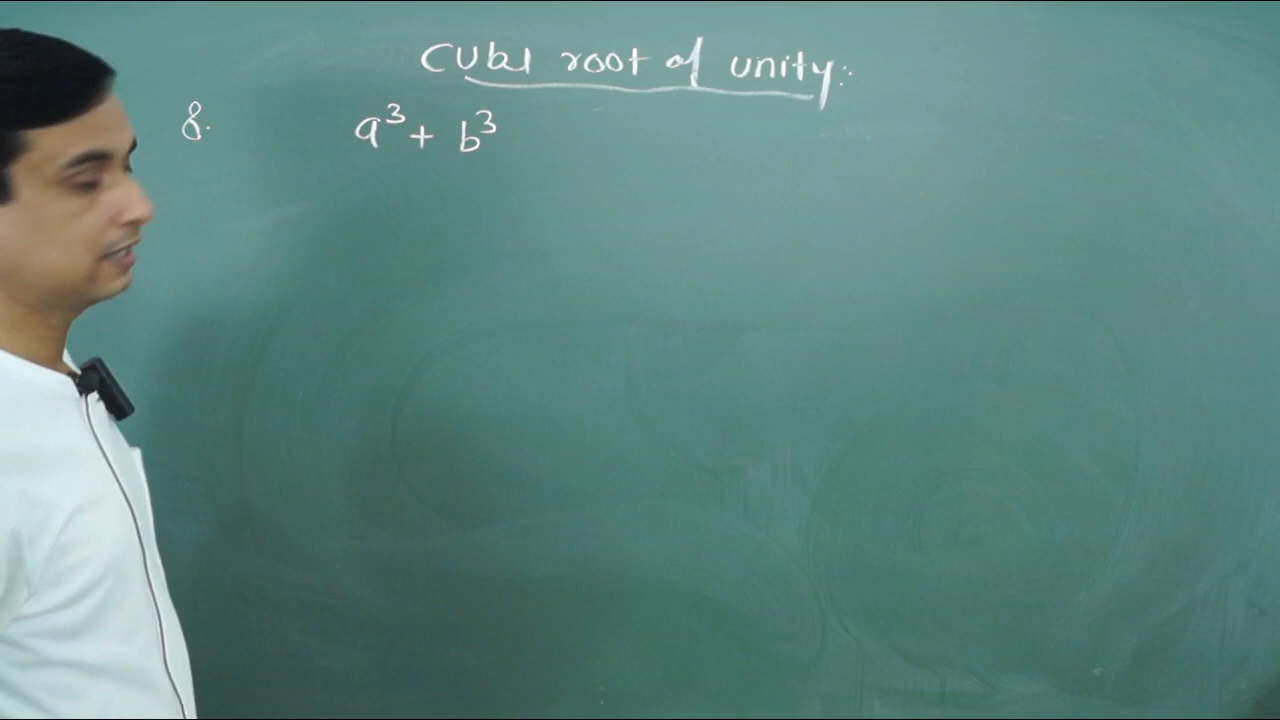 Cube root of unity:
8. a³ + b³